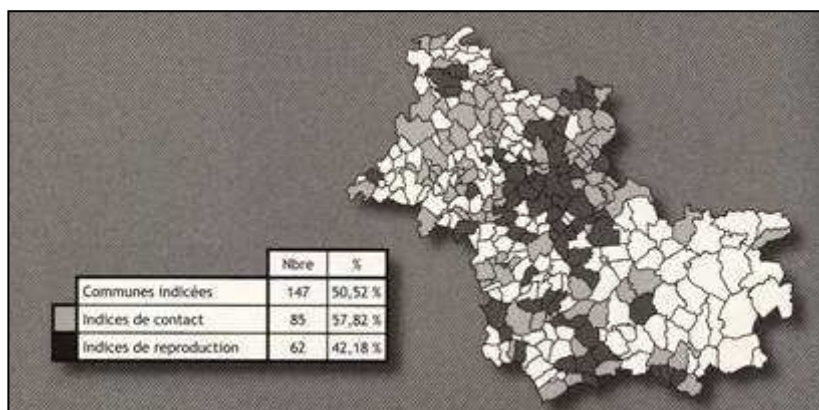 Nbre %
Communes indicées 147 50,52 %
Indices de contact 85 57,82 %
Indices de reproduction 62 42,18 %